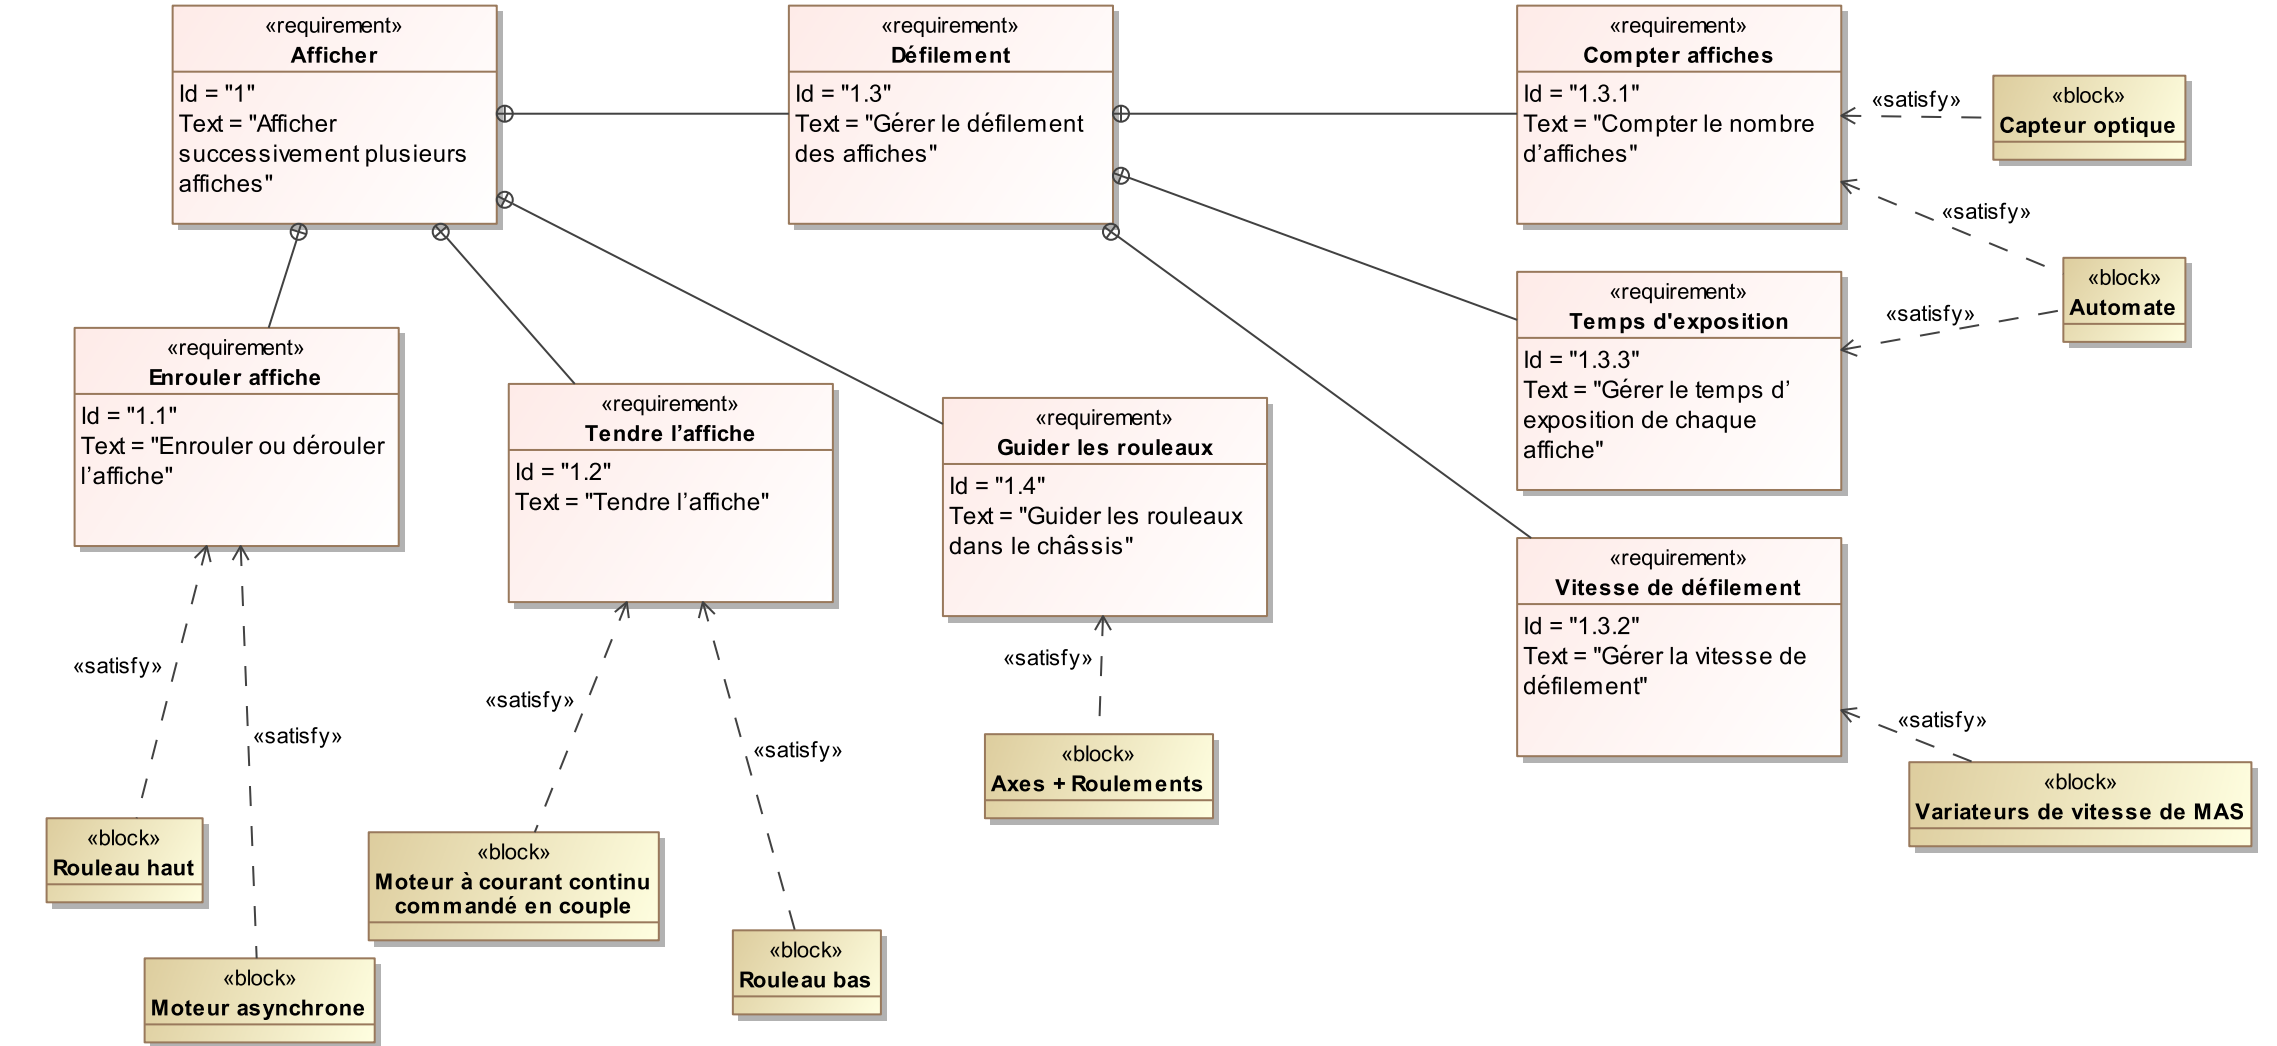 «requirement»
Afficher
Id = "1"
Text = "Afficher
successivement plusieurs
affiches"
«requirement»
Défilement
Id = "1.3"
Text = "Gérer le défilement
des affiches"
«requirement»
Compter affiches
Id = "1.3.1"
Text = "Compter le nombre
d’affiches"
«satisfy»
«block»
Capteur optique
«satisfy»
«block»
Automate
«satisfy»
«requirement»
Temps d'exposition
Id = "1.3.3"
Text = "Gérer le temps d’
exposition de chaque
affiche"
«requirement»
Enrouler affiche
Id = "1.1"
Text = "Enrouler ou dérouler
l’affiche"
«requirement»
Tendre l’affiche
Id = "1.2"
Text = "Tendre l’affiche"
«requirement»
Guider les rouleaux
Id = "1.4"
Text = "Guider les rouleaux
dans le châssis"
«requirement»
Vitesse de défilement
Id = "1.3.2"
Text = "Gérer la vitesse de
défilement"
«satisfy»
«satisfy»
«satisfy»
«satisfy»
«satisfy»
«satisfy»
«block»
Axes + Roulements
«block»
Variateurs de vitesse de MAS
«block»
Rouleau haut
«block»
Moteur à courant continu
commandé en couple
«block»
Rouleau bas
«block»
Moteur asynchrone